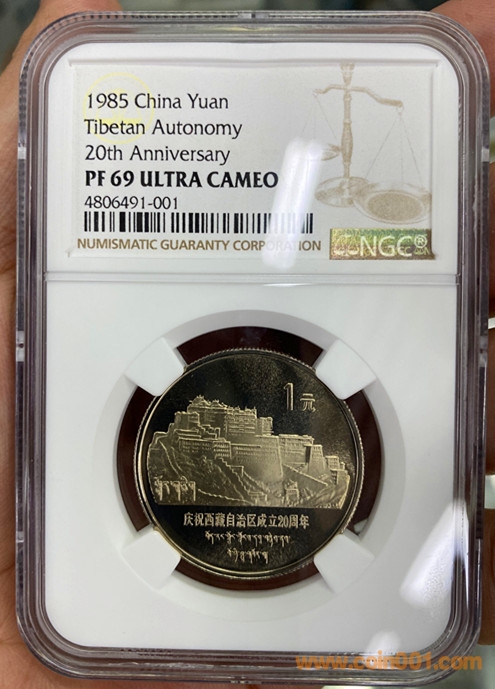 1985 China Yuan
Tibetan Autonomy
20th Anniversary
PF 69 ULTRA CAMEO
4806491-001
NUMISMATIC GUARANTY CORPORATION
NGC®
1元
庆祝西藏自治区成立20周年
www.coin001.com